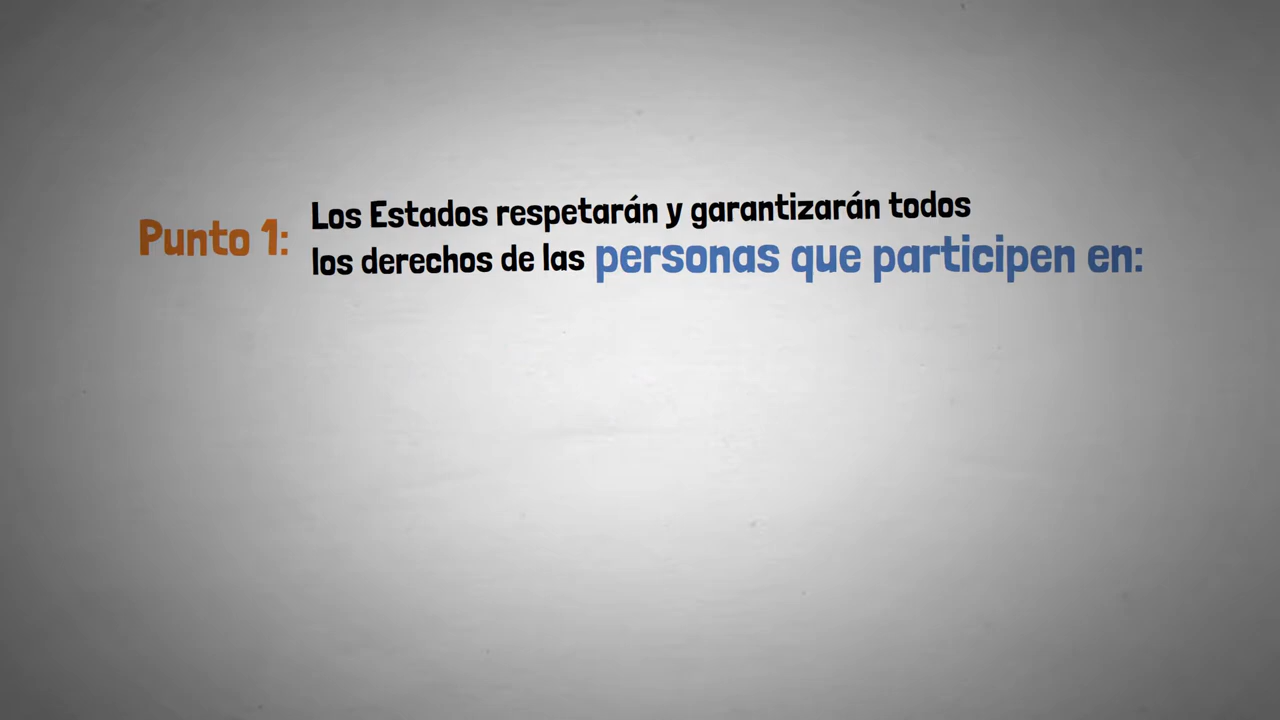 Punto 1:
Los Estados respetarán y garantizarán todos
los derechos de las personas que participen en: